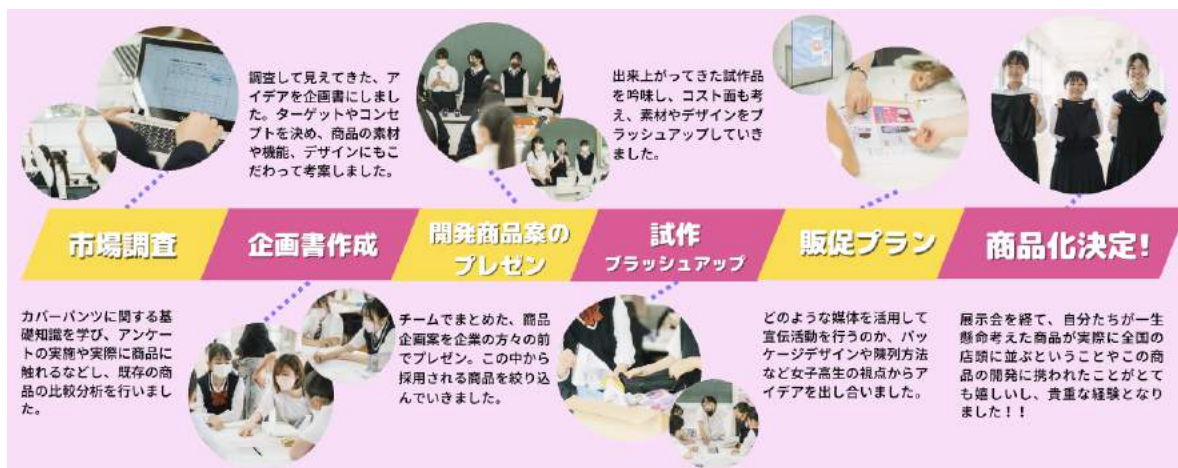 調査して見えてきた、ア
イデアを企画書にしまし
た。ターゲットやコンセ
プトを決め、商品の素材
や機能、デザインにもこ
だわって考案しました。
出来上がってきた試作品
を吟味し、コスト面も考
え、素材やデザインをブ
ラッシュアップしていき
ました。
市場調査
企画書作成
開発商品案の
プレゼン
試作
ブラッシュアップ
販促プラン
商品化決定!
カバーパンツに関する基
礎知識を学び、アンケー
トの実施や実際に商品に
触れるなどし、既存の商
品の比較分析を行いまし
た。
チームでまとめた、商品
企画案を企業の方々の前
でプレゼン。この中から
採用される商品を絞り込
んでいきました。
どのような媒体を活用して
宣伝活動を行うのか、パッ
ケージデザインや陳列方法
など女子高生の視点からア
イデアを出し合いました。
展示会を経て、自分たちが一生
懸命考えた商品が実際に全国の
店頭に並ぶということやこの商
品の開発に携われたことがとて
も嬉しいし、貴重な経験となり
ました！！